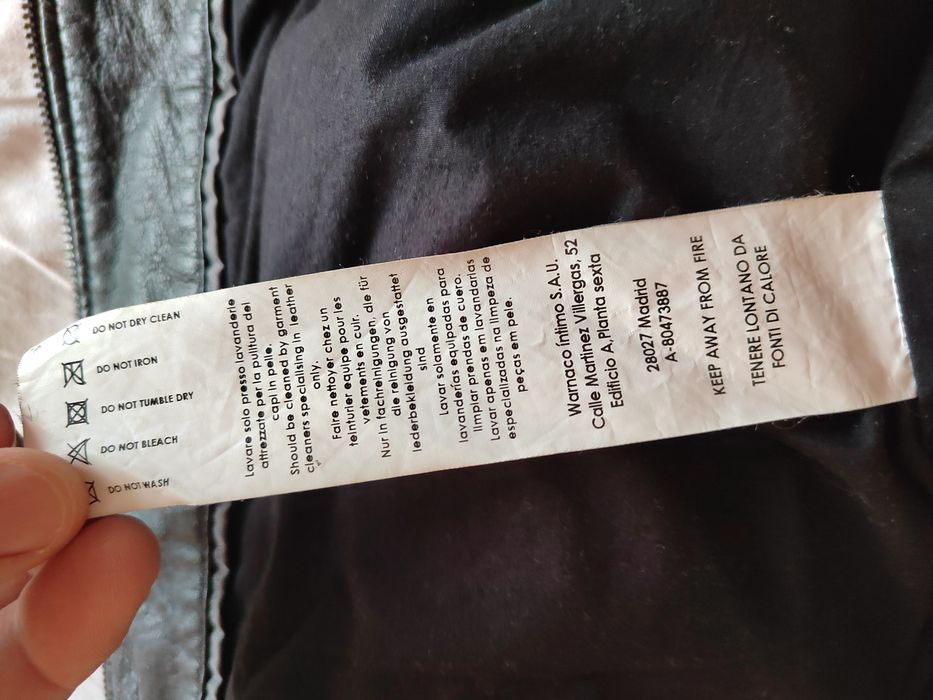 DO NOT WASH
DO NOT BLEACH
DO NOT TUMBLE DRY
DO NOT IRON
DO NOT DRY CLEAN
Lavare solo presso lavanderie
attrezzate per la pulitura dei
capi in pelle.
Should be cleaned by garment
cleaners specialising in leather
only.
Faire nettoyer chez un
teinturier equipe pour les
vetements en cuir.
Nur in fachreinigungen, die für
die reinigung von
lederbekleidung ausgestattet
sind
Lavar solamente en
lavanderías equipadas para
limpiar prendas de cuero.
Lavar apenas em lavandarias
especializadas na limpeza de
peças em pele.
Warnaco Íntimo S.A.U.
Calle Martinez Villergas, 52
Edificio A,Planta sexta
28027 Madrid
A-80473887
KEEP AWAY FROM FIRE
TENERE LONTANO DA
FONTI DI CALORE